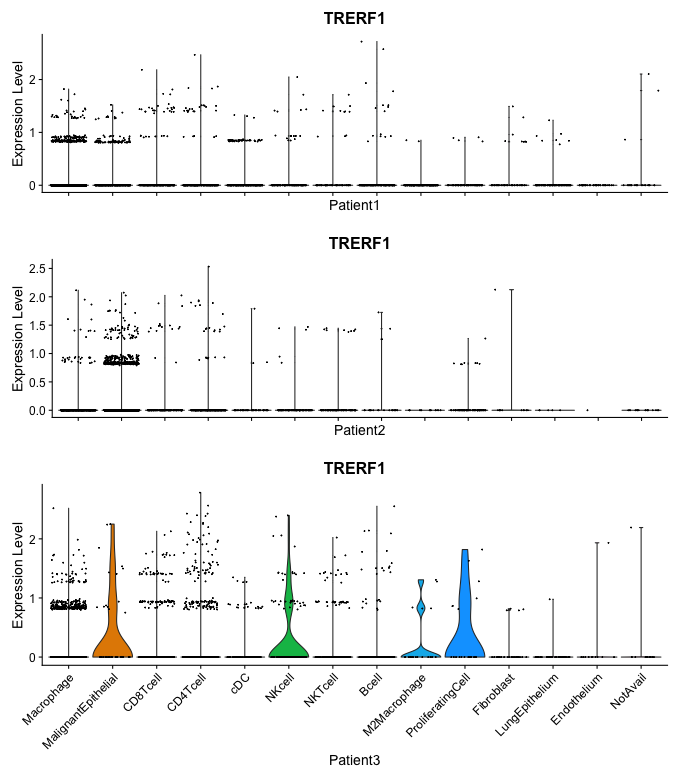 TRERF1
Expression Level
2
1
0
Patient1
TRERF1
Expression Level
2.5
2.0
1.5
1.0
0.5
0.0
Patient2
TRERF1
Expression Level
2
1
0
Macrophage
MalignantEpithelial
CD8Tcell
CD4Tcell
cDC
NKcell
NKTcell
Bcell
M2Macrophage
ProliferatingCell
Fibroblast
LungEpithelium
Endothelium
NotAvail
Patient3